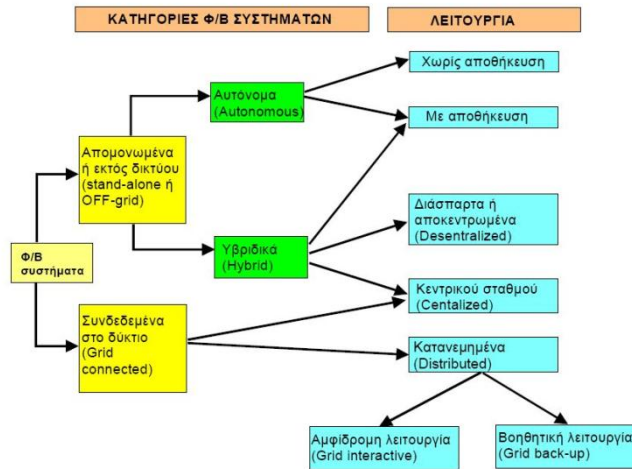 ΚΑΤΗΓΟΡΙΕΣ Φ/Β ΣΥΣΤΗΜΑΤΩΝ
ΛΕΙΤΟΥΡΓΙΑ
Φ/Β
συστήματα
Απομονωμένα
ή εκτός δικτύου
(stand-alone ή
OFF-grid)
Συνδεδεμένα
στο δύκτιο
(Grid
connected)
Αυτόνομα
(Autonomous)
Υβριδικά
(Hybrid)
Χωρίς αποθήκευση
Με αποθήκευση
Διάσπαρτα ή
αποκεντρωμένα
(Desentralized)
Κεντρικού σταθμού
(Centalized)
Κατανεμημένα
(Distributed)
Αμφίδρομη λειτουργία
(Grid interactive)
Βοηθητική λειτουργία
(Grid back-up)